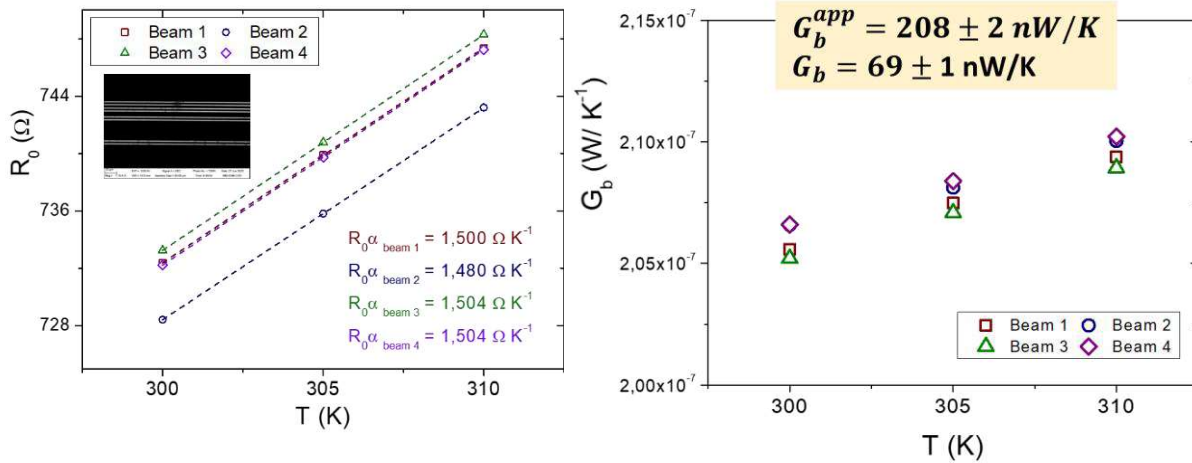 Beam 1 Beam 2
Beam 3 Beam 4
744
736
728
R₀ (Ω)
R₀α beam 1 = 1,500 Ω K⁻¹
R₀α beam 2 = 1,480 Ω K⁻¹
R₀α beam 3 = 1,504 Ω K⁻¹
R₀α beam 4 = 1,504 Ω K⁻¹
300 305 310
T (K)
G_b^app = 208 ± 2 nW/K
G_b = 69 ± 1 nW/K
2,15x10⁻⁷
2,10x10⁻⁷
2,05x10⁻⁷
2,00x10⁻⁷
G_b (W/ K⁻¹)
Beam 1 Beam 2
Beam 3 Beam 4
300 305 310
T (K)